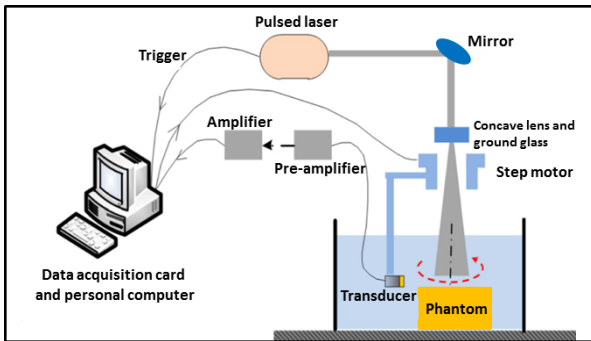 Pulsed laser
Mirror
Trigger
Amplifier
Pre-amplifier
Concave lens and
ground glass
Step motor
Data acquisition card
and personal computer
Transducer
Phantom